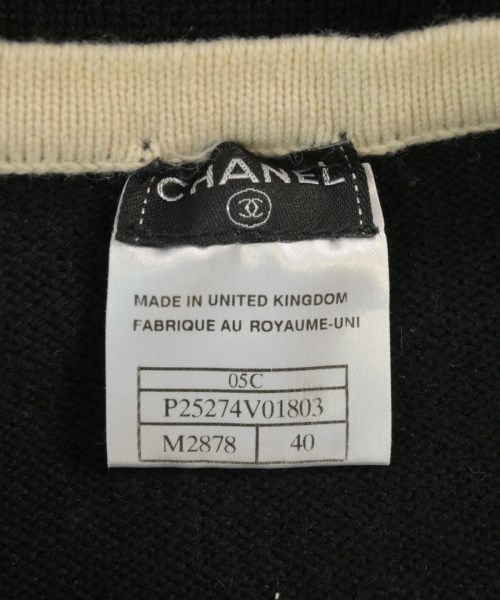 CHANEL
MADE IN UNITED KINGDOM
FABRIQUE AU ROYAUME-UNI
05C
P25274V01803
M2878 40